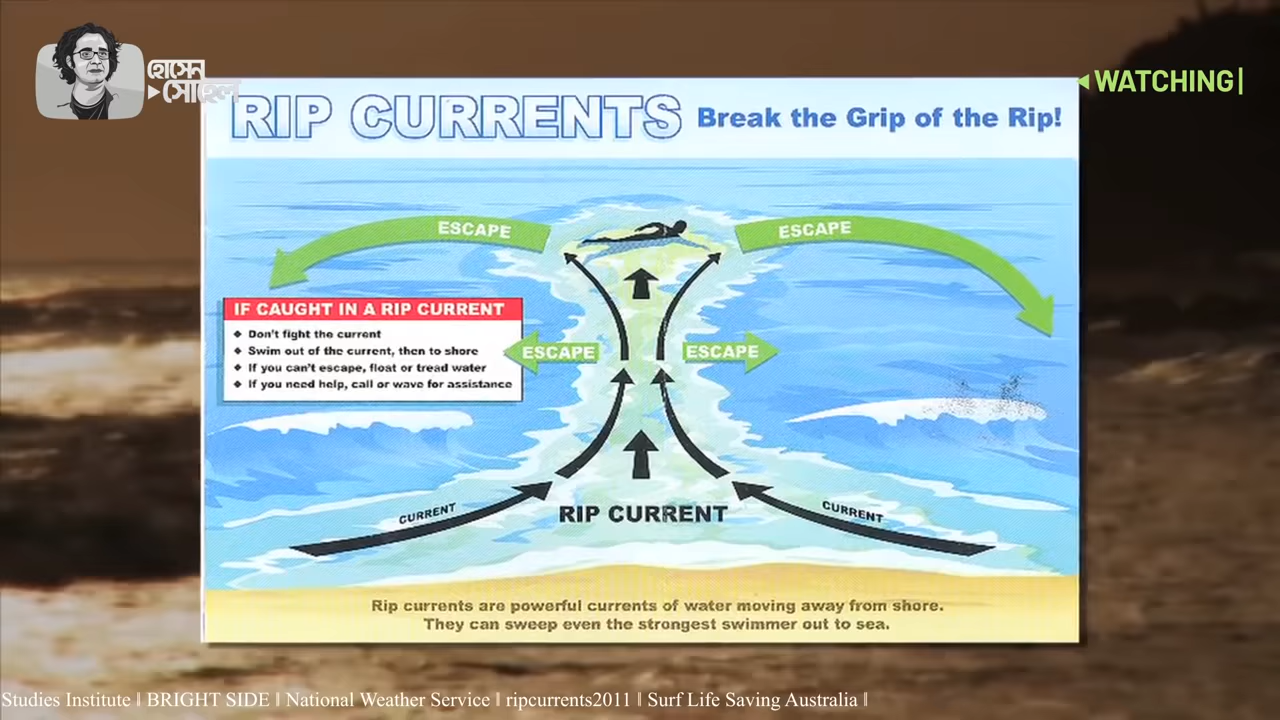 হোসেন
সোহেল
WATCHING
RIP CURRENTS
Break the Grip of the Rip!
ESCAPE
ESCAPE
IF CAUGHT IN A RIP CURRENT
❖ Don't fight the current
❖ Swim out of the current, then to shore
❖ If you can't escape, float or tread water
❖ If you need help, call or wave for assistance
ESCAPE
ESCAPE
CURRENT
RIP CURRENT
CURRENT
Rip currents are powerful currents of water moving away from shore.
They can sweep even the strongest swimmer out to sea.
Studies Institute ‖ BRIGHT SIDE ‖ National Weather Service ‖ ripcurrents2011 ‖ Surf Life Saving Australia ‖